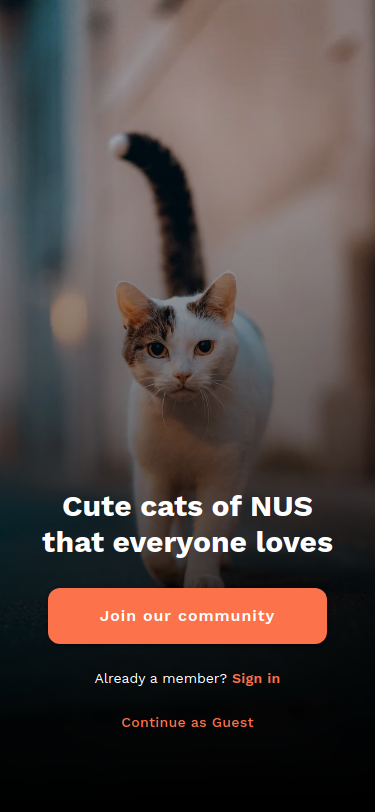 Cute cats of NUS
that everyone loves
Join our community
Already a member? Sign in
Continue as Guest